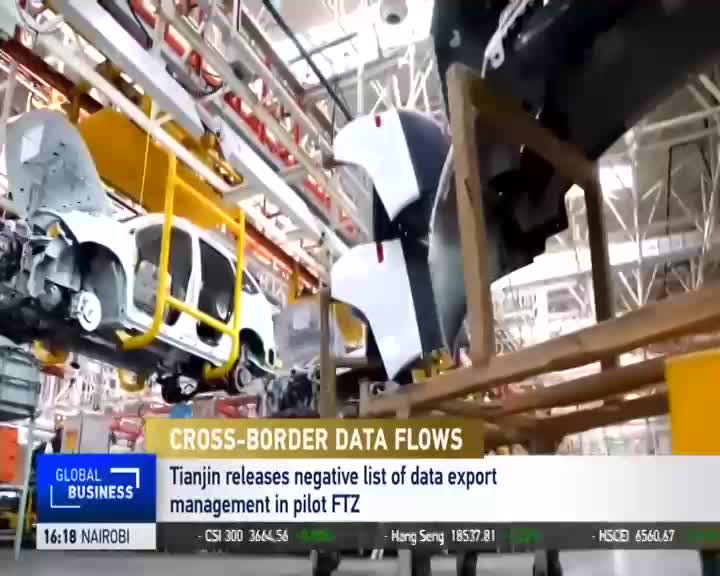 CROSS-BORDER DATA FLOWS
GLOBAL
BUSINESS
Tianjin releases negative list of data export
management in pilot FTZ
16:18 NAIROBI
- CSI 300 3664.56
- Hang Seng 18537.81
- HSCEI 6560.67